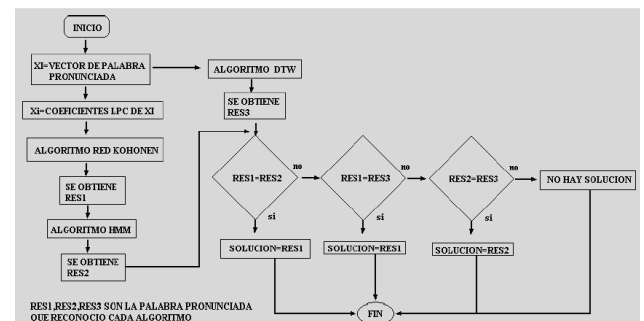 INICIO
XI=VECTOR DE PALABRA
PRONUNCIADA
Xi=COEFICIENTES LPC DE XI
ALGORITMO RED KOHONEN
SE OBTIENE
RES1
ALGORITMO HMM
SE OBTIENE
RES2
ALGORITMO DTW
SE OBTIENE
RES3
RES1=RES2
no
si
SOLUCION=RES1
RES1=RES3
no
si
SOLUCION=RES1
RES2=RES3
no
si
SOLUCION=RES2
NO HAY SOLUCION
FIN
RES1,RES2,RES3 SON LA PALABRA PRONUNCIADA
QUE RECONOCIO CADA ALGORITMO